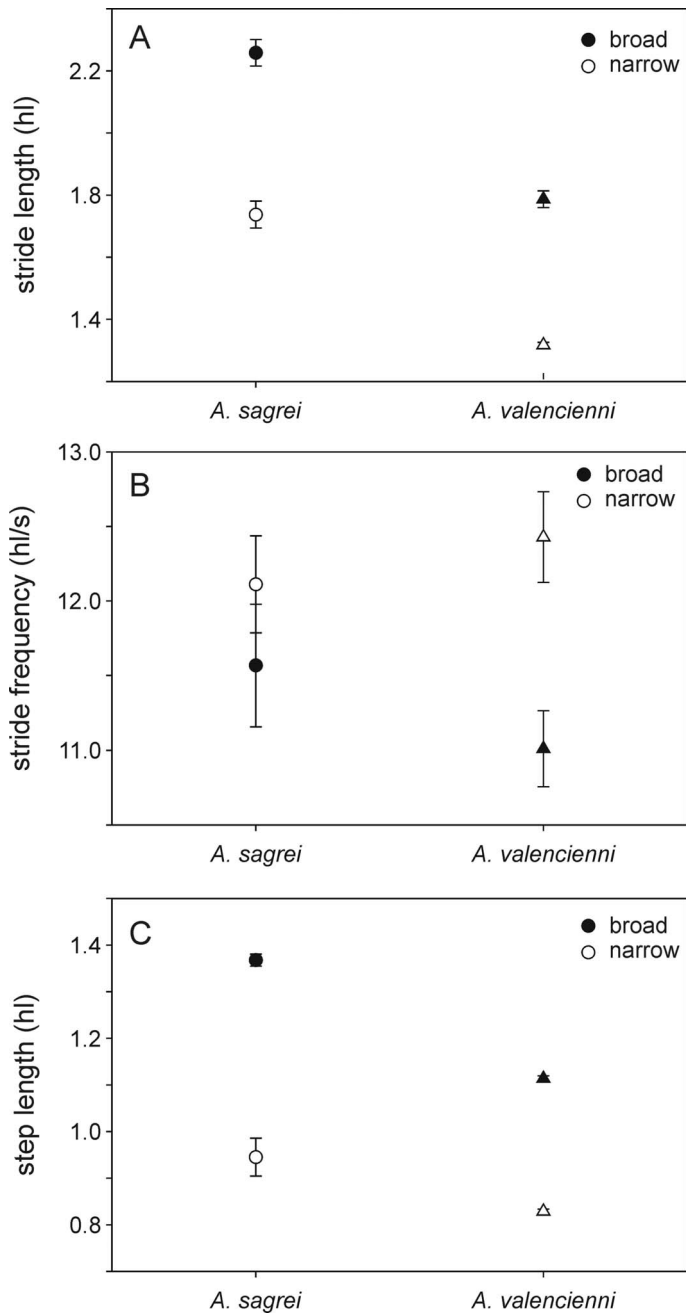 A
broad
narrow
stride length (hl)
2.2
1.8
1.4
A. sagrei
A. valencienni
B
broad
narrow
stride frequency (hl/s)
13.0
12.0
11.0
A. sagrei
A. valencienni
C
broad
narrow
step length (hl)
1.4
1.2
1.0
0.8
A. sagrei
A. valencienni